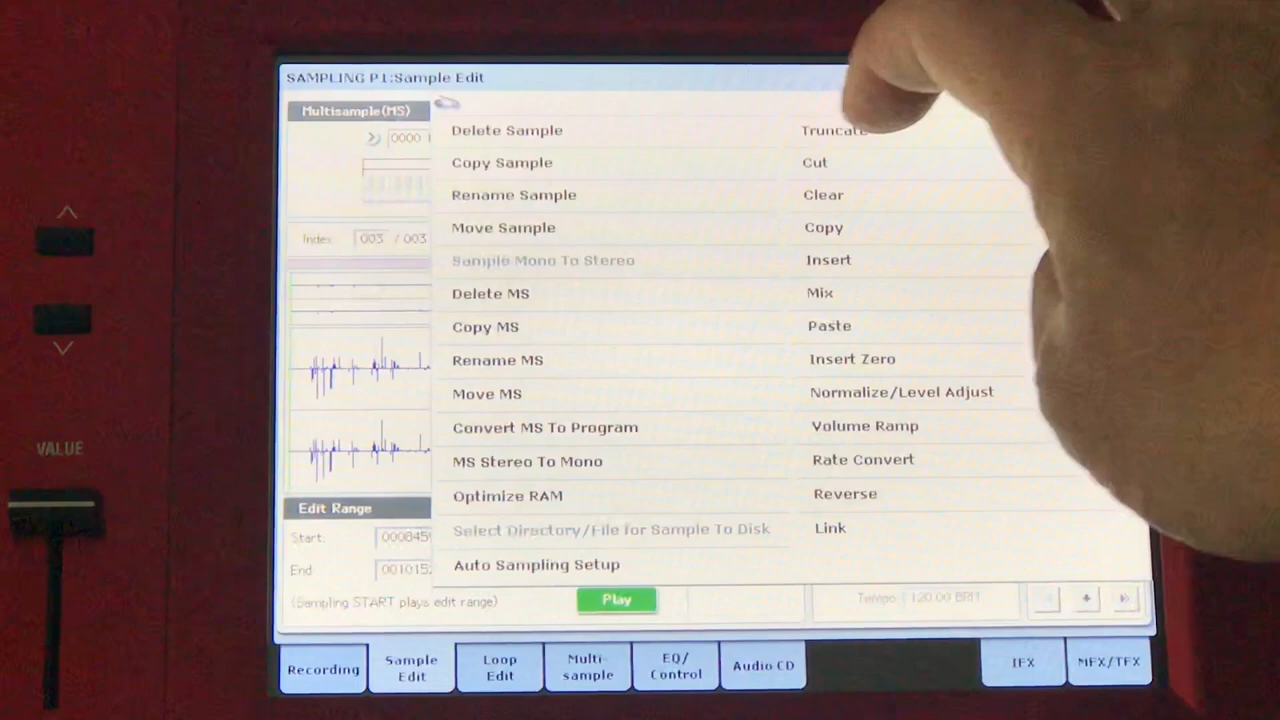 SAMPLING P1:Sample Edit
Multisample(MS)
0000
Index: 003 / 003
Delete Sample
Copy Sample
Rename Sample
Move Sample
Sample Mono To Stereo
Delete MS
Copy MS
Rename MS
Move MS
Convert MS To Program
MS Stereo To Mono
Optimize RAM
Select Directory/File for Sample To Disk
Auto Sampling Setup
Truncate
Cut
Clear
Copy
Insert
Mix
Paste
Insert Zero
Normalize/Level Adjust
Volume Ramp
Rate Convert
Reverse
Link
VALUE
Edit Range
Start:
End
(Sampling START plays edit range)
Play
Tempo 120.00
Recording
Sample
Edit
Loop
Edit
Multi-
sample
EQ/
Control
Audio CD
IFX
MFX/TFX